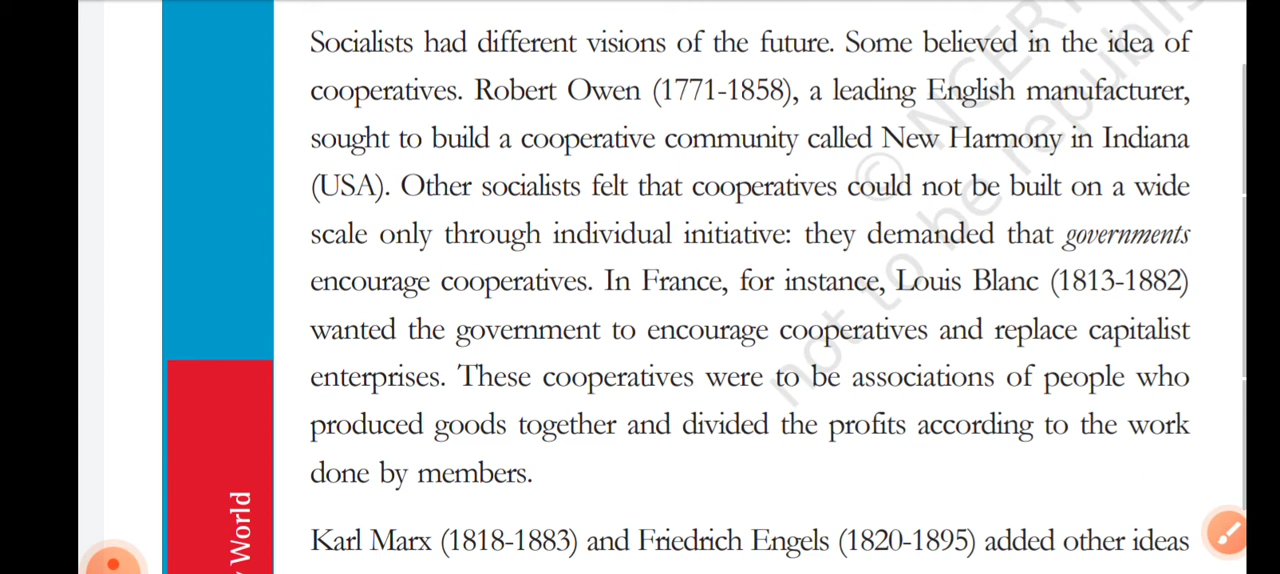 Socialists had different visions of the future. Some believed in the idea of
cooperatives. Robert Owen (1771-1858), a leading English manufacturer,
sought to build a cooperative community called New Harmony in Indiana
(USA). Other socialists felt that cooperatives could not be built on a wide
scale only through individual initiative: they demanded that governments
encourage cooperatives. In France, for instance, Louis Blanc (1813-1882)
wanted the government to encourage cooperatives and replace capitalist
enterprises. These cooperatives were to be associations of people who
produced goods together and divided the profits according to the work
done by members.
Karl Marx (1818-1883) and Friedrich Engels (1820-1895) added other ideas
World
© NCERT
not to be republis